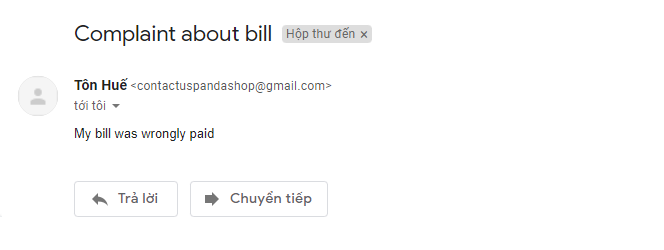 Complaint about bill Hộp thư đến ×
Tôn Huế <contactuspandashop@gmail.com>
tới tôi
My bill was wrongly paid
Trả lời Chuyển tiếp